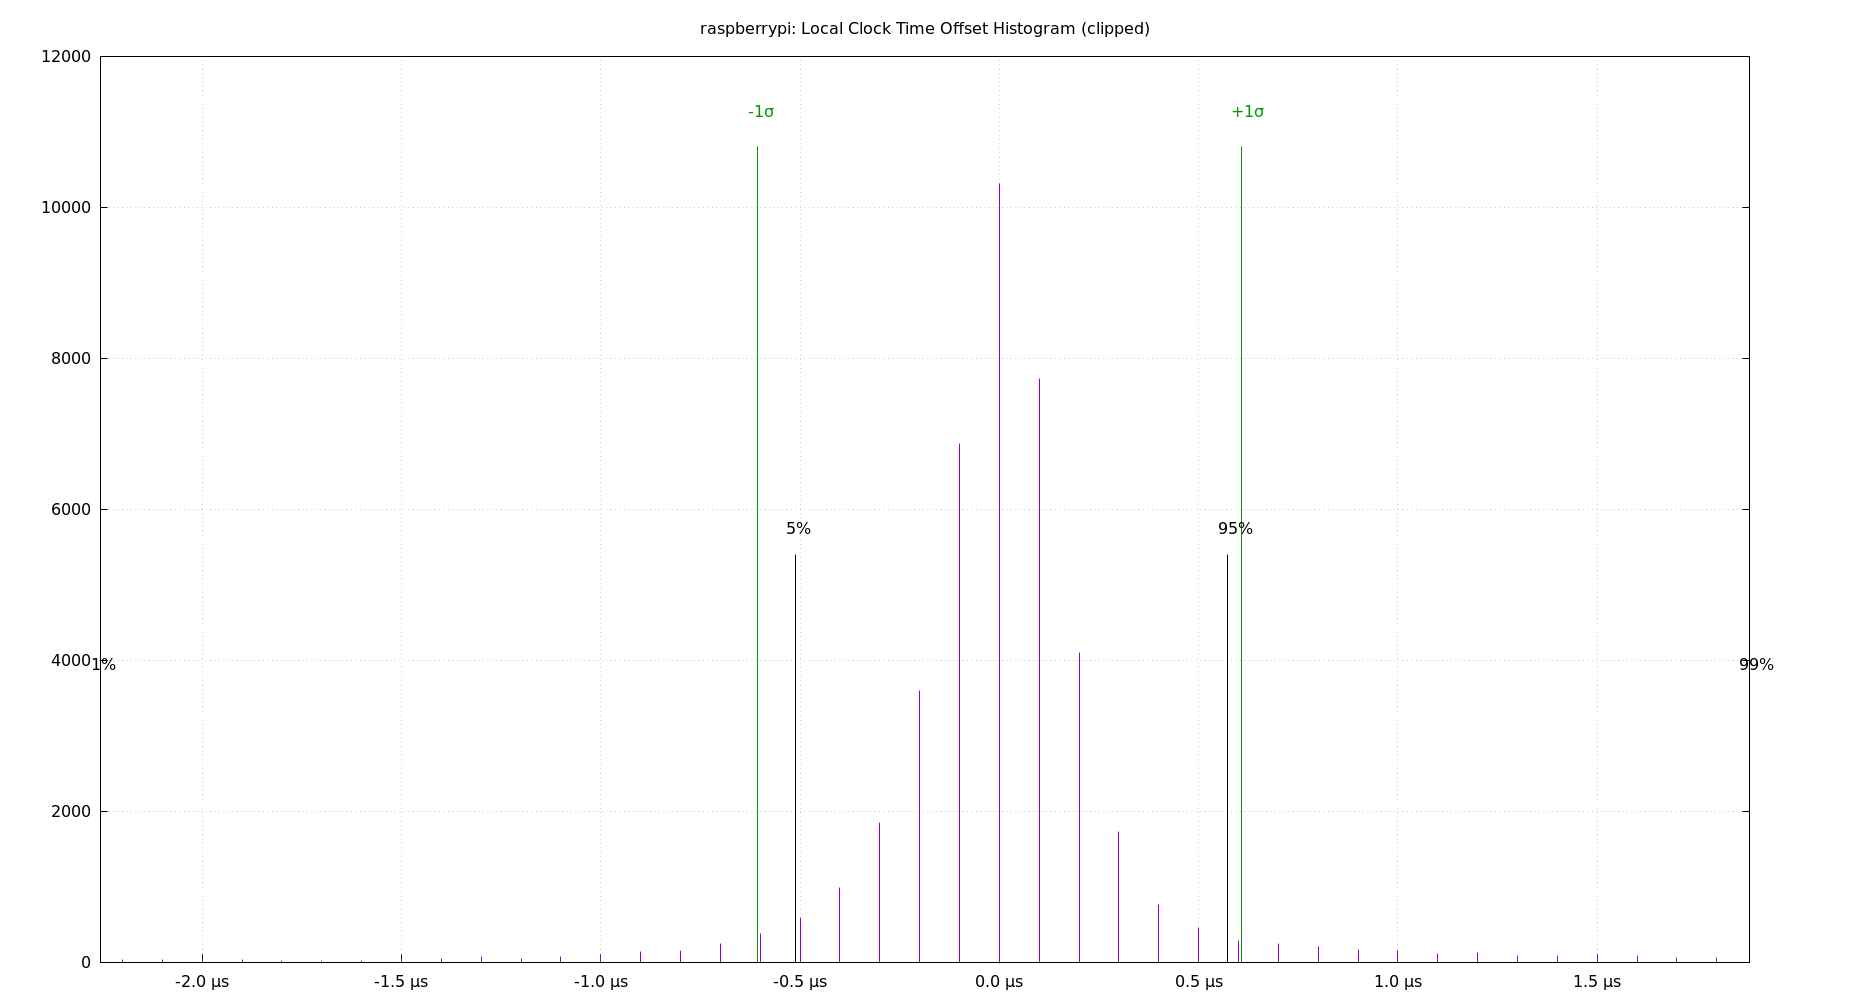 raspberrypi: Local Clock Time Offset Histogram (clipped)
12000
-1σ +1σ
10000
8000
6000
5% 95%
4000 1% 99%
2000
0
-2.0 µs -1.5 µs -1.0 µs -0.5 µs 0.0 µs 0.5 µs 1.0 µs 1.5 µs